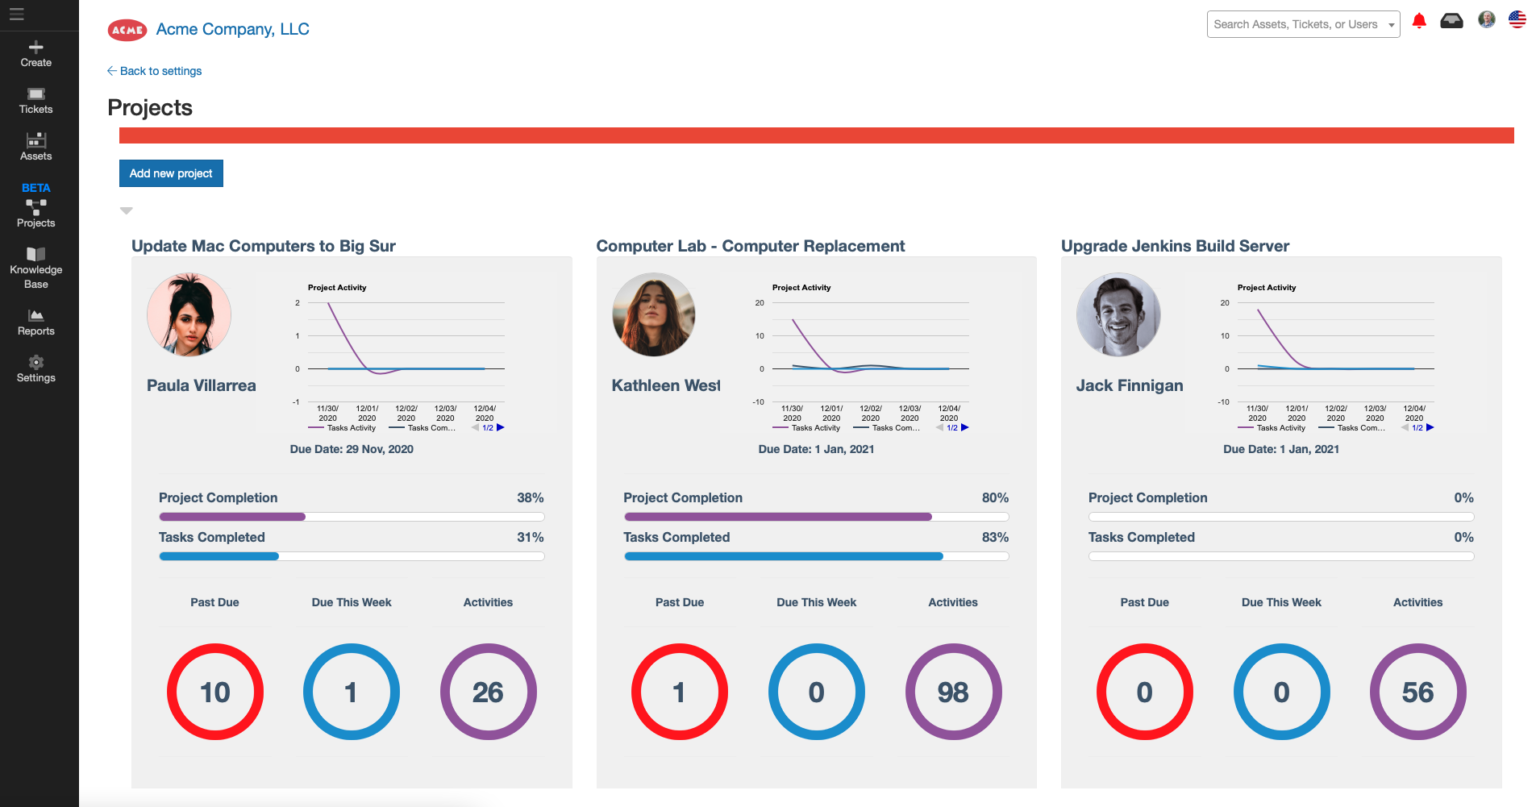 ACME Acme Company, LLC
Search Assets, Tickets, or Users
Create
Tickets
Assets
BETA
Projects
Knowledge
Base
Reports
Settings
Back to settings
Projects
Add new project
Update Mac Computers to Big Sur
Project Activity
2
1
0
-1
11/30/ 12/01/ 12/02/ 12/03/ 12/04/
2020 2020 2020 2020 2020
Tasks Activity Tasks Com... 1/2
Paula Villarrea
Due Date: 29 Nov, 2020
Project Completion 38%
Tasks Completed 31%
Past Due Due This Week Activities
10 1 26
Computer Lab - Computer Replacement
Project Activity
20
10
0
-10
11/30/ 12/01/ 12/02/ 12/03/ 12/04/
2020 2020 2020 2020 2020
Tasks Activity Tasks Com... 1/2
Kathleen West
Due Date: 1 Jan, 2021
Project Completion 80%
Tasks Completed 83%
Past Due Due This Week Activities
1 0 98
Upgrade Jenkins Build Server
Project Activity
20
10
0
-10
11/30/ 12/01/ 12/02/ 12/03/ 12/04/
2020 2020 2020 2020 2020
Tasks Activity Tasks Com... 1/2
Jack Finnigan
Due Date: 1 Jan, 2021
Project Completion 0%
Tasks Completed 0%
Past Due Due This Week Activities
0 0 56